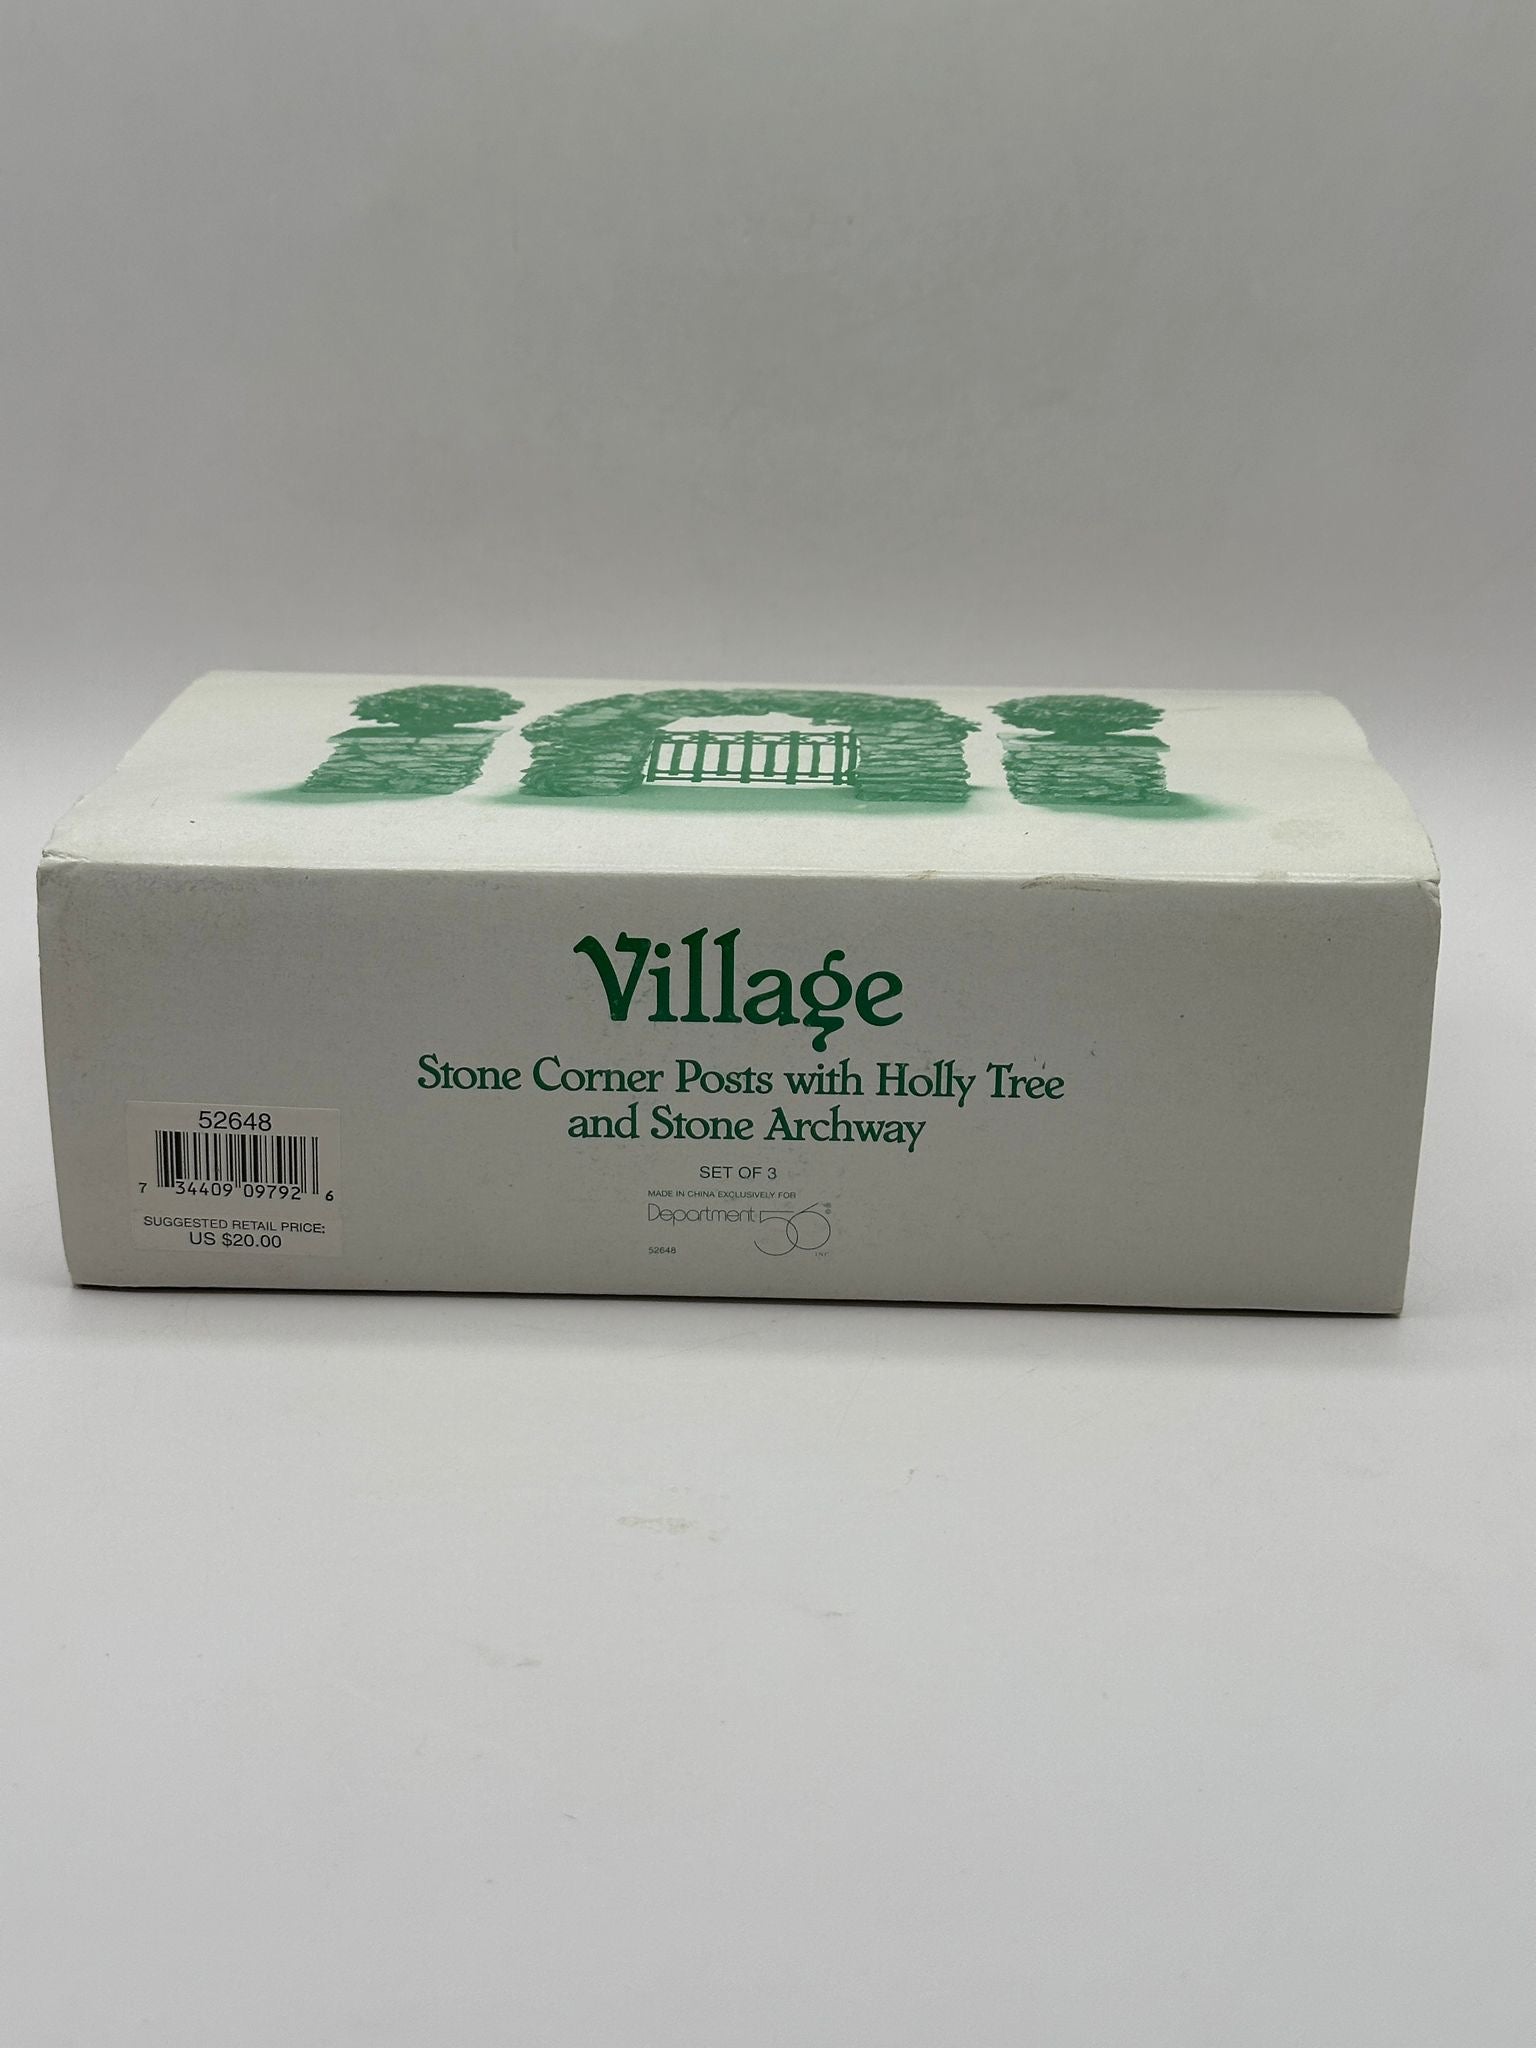 Village
Stone Corner Posts with Holly Tree
and Stone Archway
SET OF 3
MADE IN CHINA EXCLUSIVELY FOR
Department 56
INC
52648
52648
7 34409 09792 6
SUGGESTED RETAIL PRICE:
US $20.00